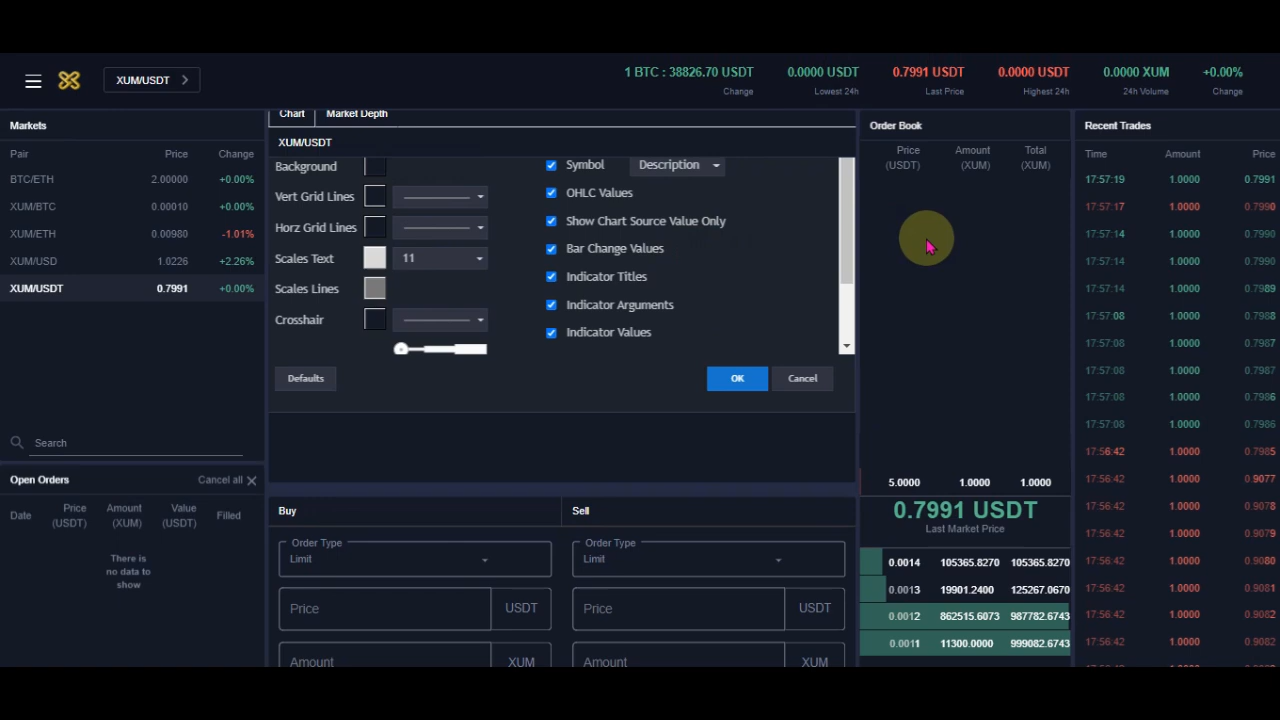 XUM/USDT
1 BTC : 38826.70 USDT
Change
0.0000 USDT
Lowest 24h
0.7991 USDT
Last Price
0.0000 USDT
Highest 24h
0.0000 XUM
24h Volume
+0.00%
Change
Markets
Pair Price Change
BTC/ETH 2.00000 +0.00%
XUM/BTC 0.00010 +0.00%
XUM/ETH 0.00980 -1.01%
XUM/USD 1.0226 +2.26%
XUM/USDT 0.7991 +0.00%
Search
Open Orders Cancel all
Date Price (USDT) Amount (XUM) Value (USDT) Filled
There is
no data to
show
Chart Market Depth
XUM/USDT
Background
Vert Grid Lines
Horz Grid Lines
Scales Text 11
Scales Lines
Crosshair
Symbol Description
OHLC Values
Show Chart Source Value Only
Bar Change Values
Indicator Titles
Indicator Arguments
Indicator Values
Defaults OK Cancel
Buy
Order Type
Limit
Price USDT
Amount XUM
Sell
Order Type
Limit
Price USDT
Amount XUM
Order Book
Price Amount Total
(USDT) (XUM) (XUM)
5.0000 1.0000 1.0000
0.7991 USDT
Last Market Price
0.0014 105365.8270 105365.8270
0.0013 19901.2400 125267.0670
0.0012 862515.6073 987782.6743
0.0011 11300.0000 999082.6743
Recent Trades
Time Amount Price
17:57:19 1.0000 0.7991
17:57:17 1.0000 0.7990
17:57:14 1.0000 0.7990
17:57:14 1.0000 0.7990
17:57:14 1.0000 0.7989
17:57:08 1.0000 0.7988
17:57:08 1.0000 0.7987
17:57:08 1.0000 0.7987
17:57:08 1.0000 0.7986
17:57:08 1.0000 0.7986
17:56:42 1.0000 0.7985
17:56:42 1.0000 0.9077
17:56:42 1.0000 0.9078
17:56:42 1.0000 0.9079
17:56:42 1.0000 0.9080
17:56:42 1.0000 0.9081
17:56:42 1.0000 0.9082
17:56:42 1.0000 0.9082